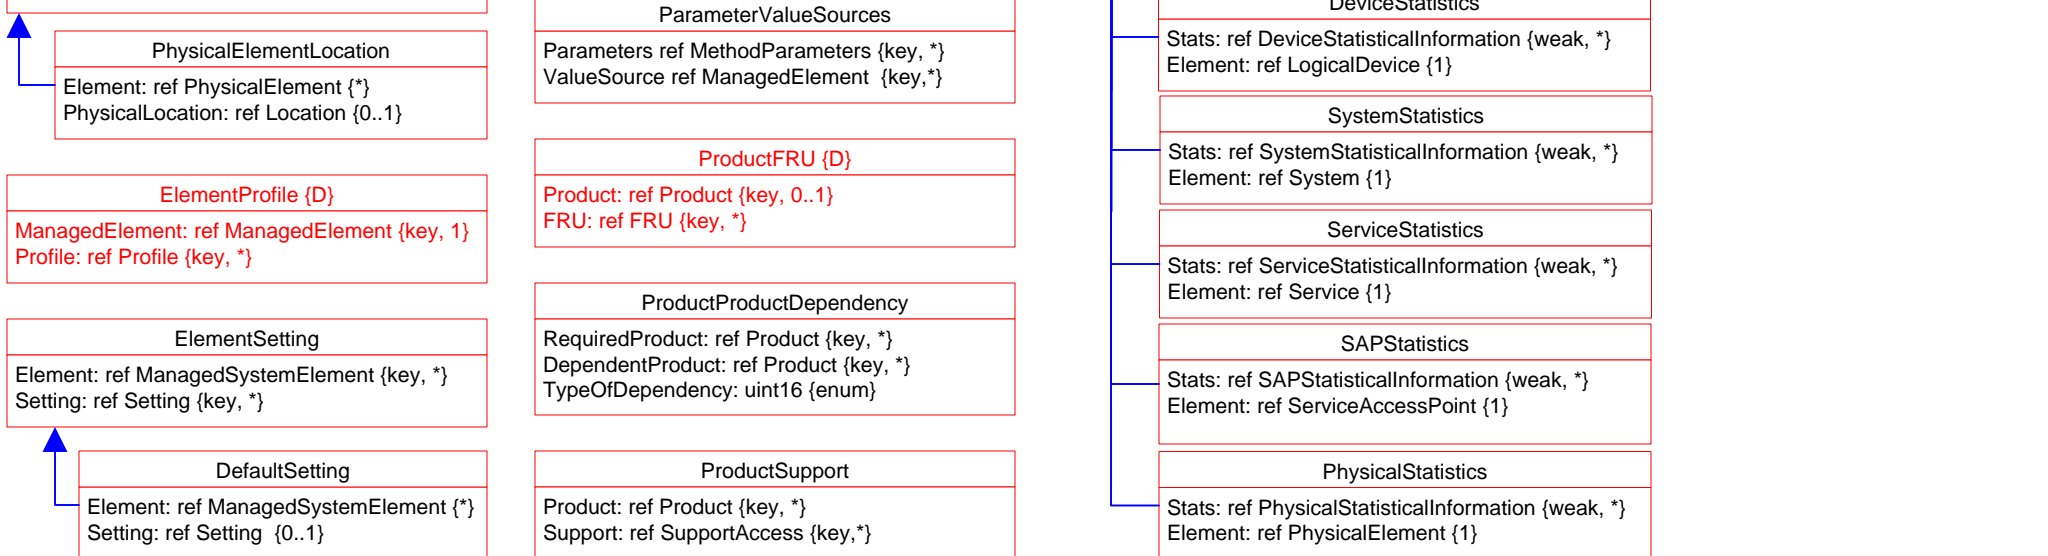 PhysicalElementLocation
Element: ref PhysicalElement {*}
PhysicalLocation: ref Location {0..1}
ElementProfile {D}
ManagedElement: ref ManagedElement {key, 1}
Profile: ref Profile {key, *}
ElementSetting
Element: ref ManagedSystemElement {key, *}
Setting: ref Setting {key, *}
DefaultSetting
Element: ref ManagedSystemElement {*}
Setting: ref Setting  {0..1}
ParameterValueSources
Parameters ref MethodParameters {key, *}
ValueSource ref ManagedElement  {key,*}
ProductFRU {D}
Product: ref Product {key, 0..1}
FRU: ref FRU {key, *}
ProductProductDependency
RequiredProduct: ref Product {key, *}
DependentProduct: ref Product {key, *}
TypeOfDependency: uint16 {enum}
ProductSupport
Product: ref Product {key, *}
Support: ref SupportAccess {key,*}
DeviceStatistics
Stats: ref DeviceStatisticalInformation {weak, *}
Element: ref LogicalDevice {1}
SystemStatistics
Stats: ref SystemStatisticalInformation {weak, *}
Element: ref System {1}
ServiceStatistics
Stats: ref ServiceStatisticalInformation {weak, *}
Element: ref Service {1}
SAPStatistics
Stats: ref SAPStatisticalInformation {weak, *}
Element: ref ServiceAccessPoint {1}
PhysicalStatistics
Stats: ref PhysicalStatisticalInformation {weak, *}
Element: ref PhysicalElement {1}